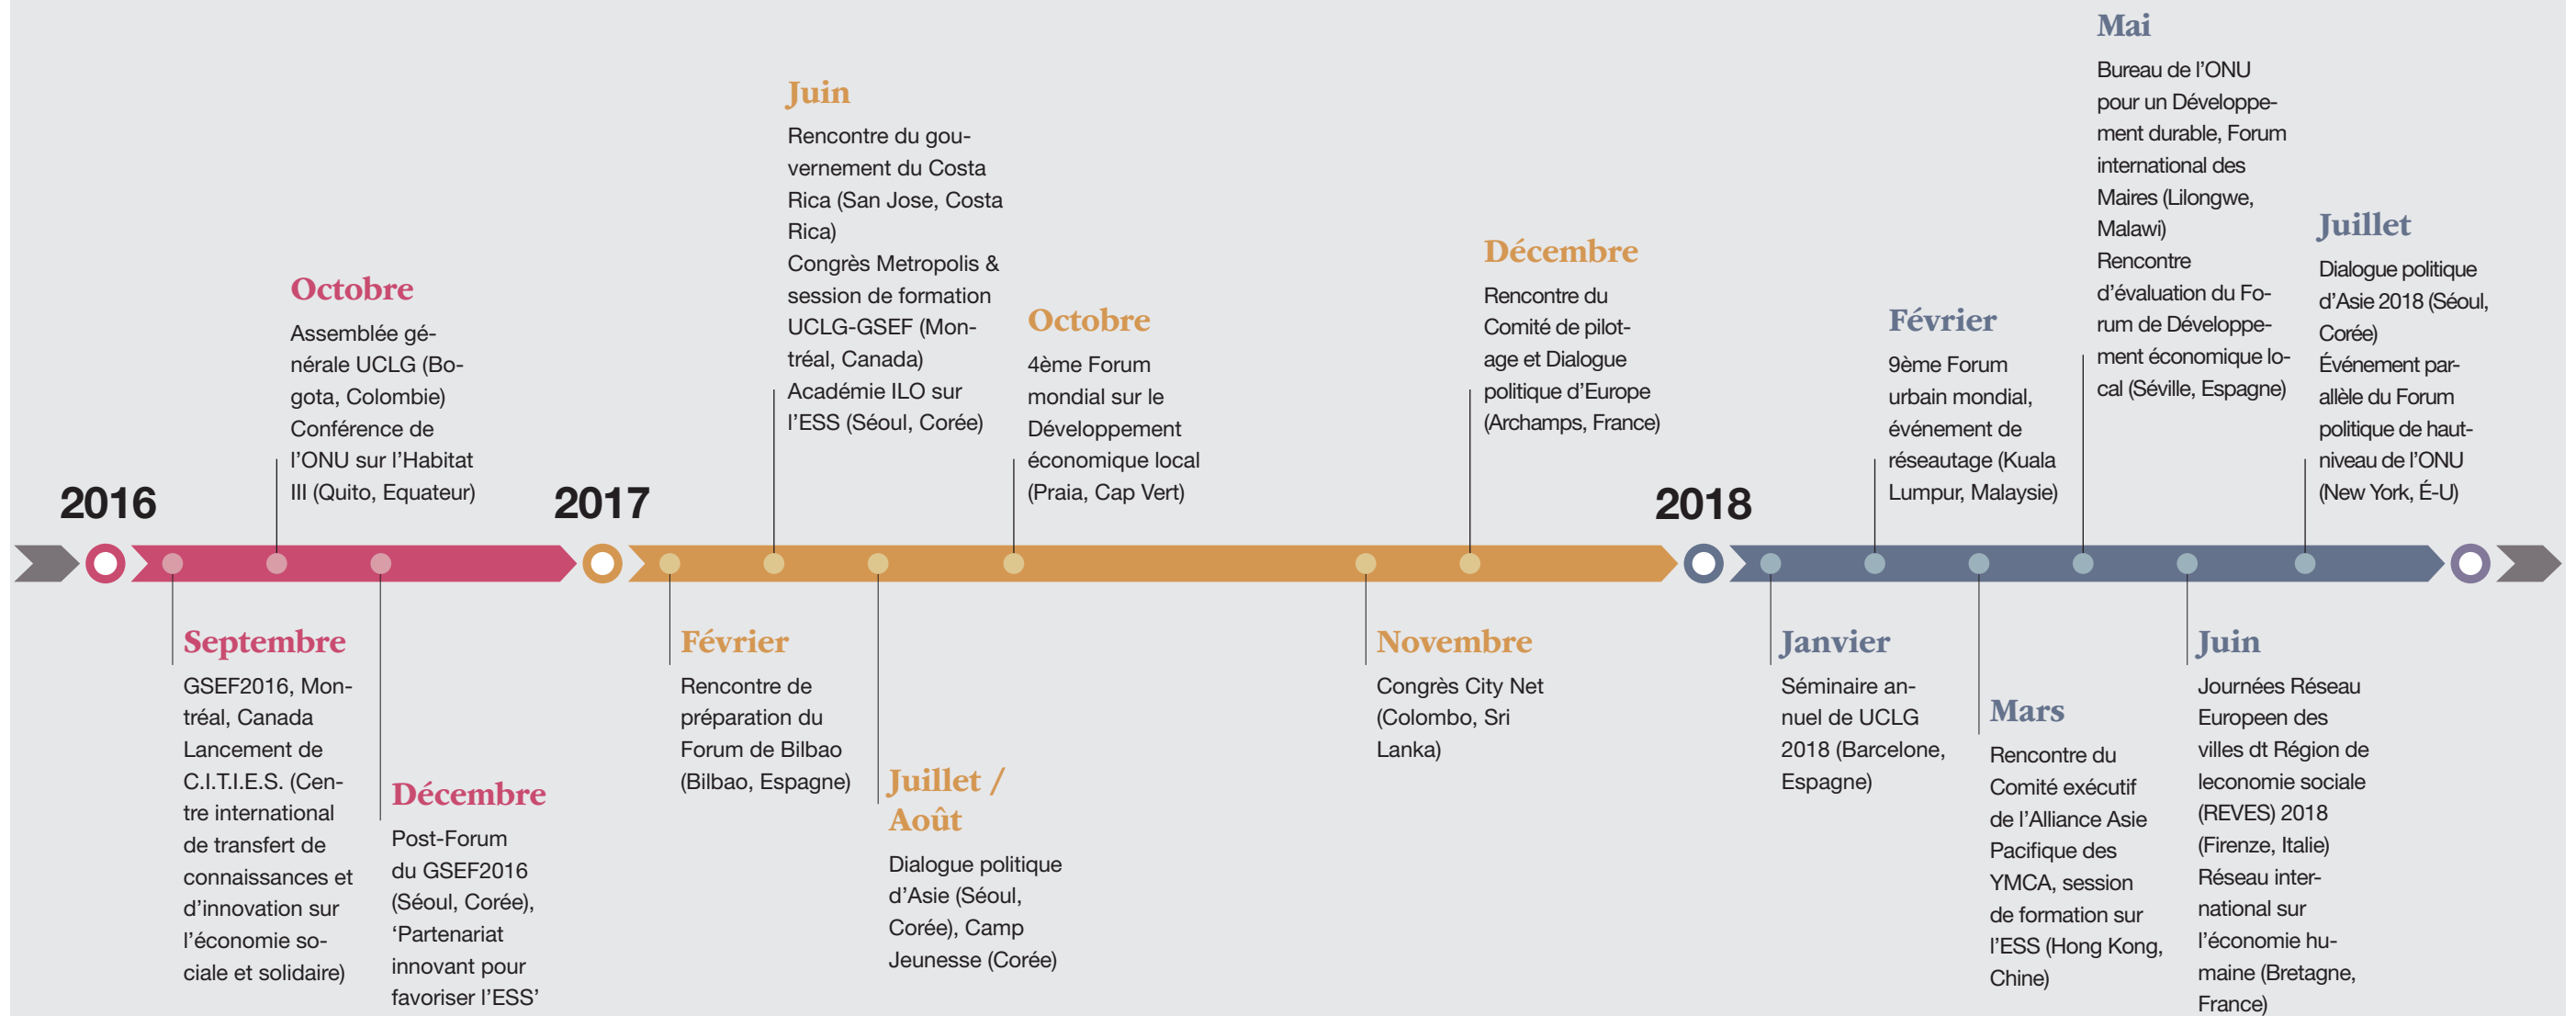 2016
Septembre
GSEF2016, Mon-
tréal, Canada
Lancement de
C.I.T.I.E.S. (Cen-
tre international
de transfert de
connaissances et
d'innovation sur
l'économie so-
ciale et solidaire)
Octobre
Assemblée gé-
nérale UCLG (Bo-
gota, Colombie)
Conférence de
l'ONU sur l'Habitat
III (Quito, Equateur)
Décembre
Post-Forum
du GSEF2016
(Séoul, Corée),
'Partenariat
innovant pour
favoriser l'ESS'
2017
Février
Rencontre de
préparation du
Forum de Bilbao
(Bilbao, Espagne)
Juin
Rencontre du gou-
vernement du Costa
Rica (San Jose, Costa
Rica)
Congrès Metropolis &
session de formation
UCLG-GSEF (Mon-
tréal, Canada)
Académie ILO sur
l'ESS (Séoul, Corée)
Juillet /
Août
Dialogue politique
d'Asie (Séoul,
Corée), Camp
Jeunesse (Corée)
Octobre
4ème Forum
mondial sur le
Développement
économique local
(Praia, Cap Vert)
Novembre
Congrès City Net
(Colombo, Sri
Lanka)
Décembre
Rencontre du
Comité de pilot-
age et Dialogue
politique d'Europe
(Archamps, France)
2018
Janvier
Séminaire an-
nuel de UCLG
2018 (Barcelone,
Espagne)
Février
9ème Forum
urbain mondial,
événement de
réseautage (Kuala
Lumpur, Malaysie)
Mars
Rencontre du
Comité exécutif
de l'Alliance Asie
Pacifique des
YMCA, session
de formation sur
l'ESS (Hong Kong,
Chine)
Mai
Bureau de l'ONU
pour un Développe-
ment durable, Forum
international des
Maires (Lilongwe,
Malawi)
Rencontre
d'évaluation du Fo-
rum de Développe-
ment économique lo-
cal (Séville, Espagne)
Juin
Journées Réseau
Europeen des
villes dt Région de
leconomie sociale
(REVES) 2018
(Firenze, Italie)
Réseau inter-
national sur
l'économie hu-
maine (Bretagne,
France)
Juillet
Dialogue politique
d'Asie 2018 (Séoul,
Corée)
Événement par-
allèle du Forum
politique de haut-
niveau de l'ONU
(New York, É-U)